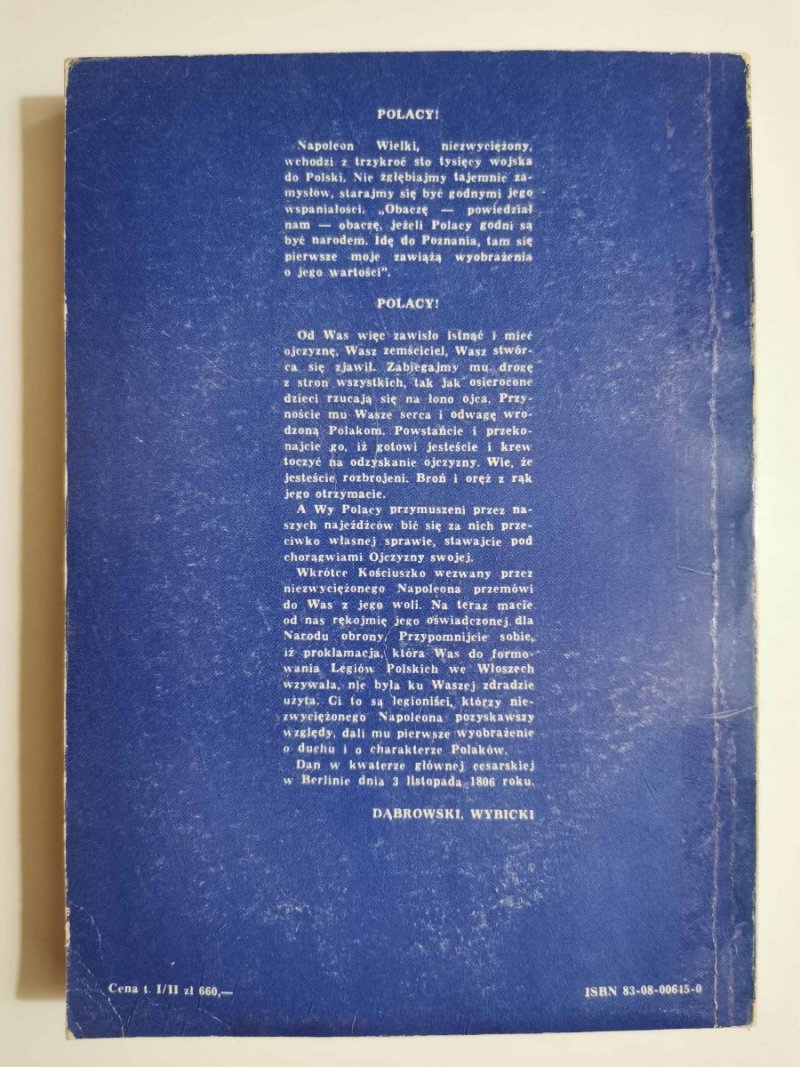 POLACY!
Napoleon Wielki, niezwyciężony,
wchodzi z trzykroć sto tysięcy wojska
do Polski. Nie zgłębiajmy tajemnic za-
mysłów, starajmy się być godnymi jego
wspaniałości. „Obaczę — powiedział
nam — obaczę, jeżeli Polacy godni są
być narodem. Idę do Poznania, tam się
pierwsze moje zawiążą wyobrażenia
o jego wartości".
POLACY!
Od Was więc zawisło istnąć i mieć
ojczyznę, Wasz zemściciel, Wasz stwór-
ca się zjawił. Zabiegajmy mu drogę
z stron wszystkich, tak jak osierocone
dzieci rzucają się na łono ojca. Przy-
noście mu Wasze serca i odwagę wro-
dzoną Polakom. Powstańcie i przeko-
najcie go, iż gotowi jesteście i krew
toczyć na odzyskanie ojczyzny. Wie, że
jesteście rozbrojeni. Broń i oręż z rąk
jego otrzymacie.
A Wy Polacy przymuszeni przez na-
szych najeźdźców bić się za nich prze-
ciwko własnej sprawie, stawajcie pod
chorągwiami Ojczyzny swojej.
Wkrótce Kościuszko wezwany przez
niezwyciężonego Napoleona przemówi
do Was z jego woli. Na teraz macie
od nas rękojmię jego oświadczonej dla
Narodu obrony. Przypomnijcie sobie,
iż proklamacja, która Was do formo-
wania Legiów Polskich we Włoszech
wzywała, nie była ku Waszej zdradzie
użyta. Ci to są legioniści, którzy nie-
zwyciężonego Napoleona pozyskawszy
względy, dali mu pierwsze wyobrażenie
o duchu i o charakterze Polaków.
Dan w kwaterze głównej cesarskiej
w Berlinie dnia 3 listopada 1806 roku.
DĄBROWSKI, WYBICKI
Cena t. I/II zł 660,—
ISBN 83-08-00645-0